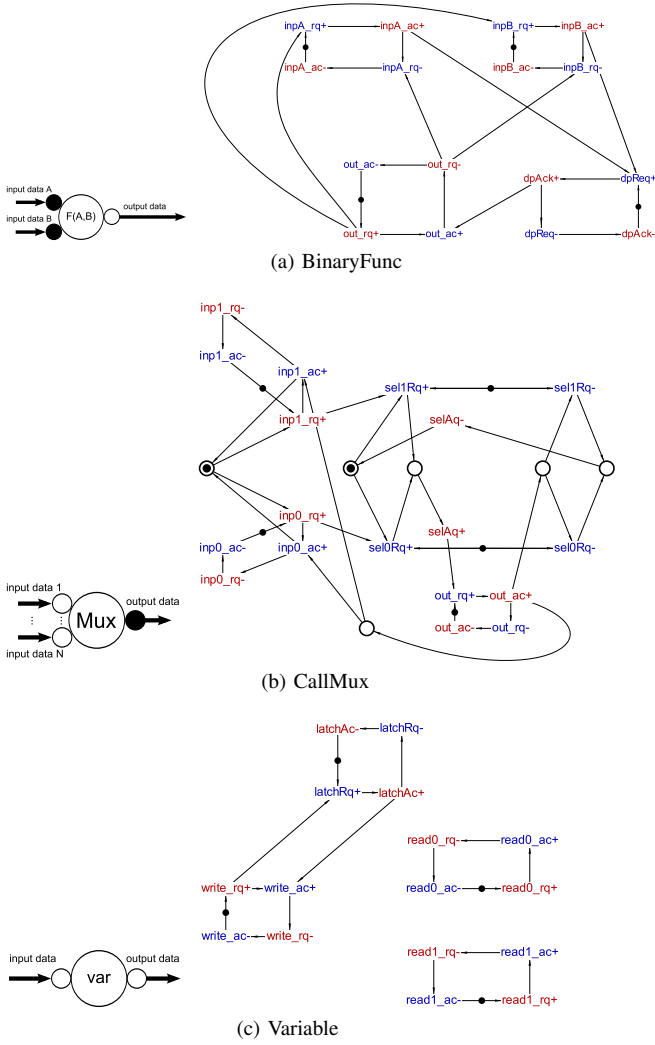 inpA_rq+ inpA_ac+ inpB_rq+ inpB_ac+
inpA_ac- inpA_rq- inpB_ac- inpB_rq-
out_ac- out_rq- dpAck+ dpReq+
input data A
F(A,B)
output data
input data B
out_rq+ out_ac+ dpReq- dpAck-
(a) BinaryFunc
inp1_rq-
inp1_ac-
inp1_ac+
sel1Rq+ sel1Rq-
inp1_rq+ selAq-
inp0_rq+
selAq+
inp0_ac- inp0_ac+ sel0Rq+ sel0Rq-
inp0_rq-
out_rq+ out_ac+
out_ac- out_rq-
input data 1
Mux
output data
input data N
(b) CallMux
latchAc- latchRq-
latchRq+ latchAc+
read0_rq- read0_ac+
write_rq+ write_ac+ read0_ac- read0_rq+
write_ac- write_rq-
read1_rq- read1_ac+
input data
var
output data
read1_ac- read1_rq+
(c) Variable